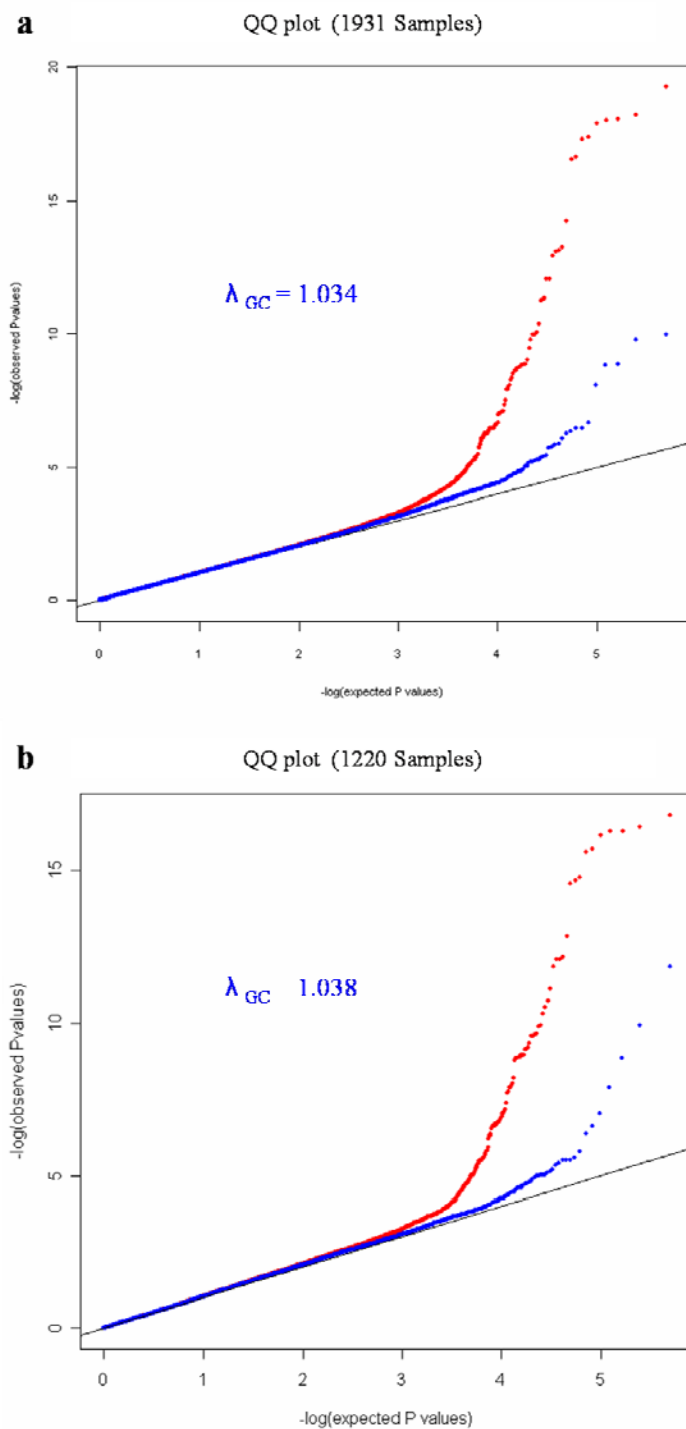 a
QQ plot (1931 Samples)
20
15
10
5
0
-log(observed Pvalues)
λ GC = 1.034
0 1 2 3 4 5
-log(expected P values)
b
QQ plot (1220 Samples)
15
10
5
0
-log(observed Pvalues)
λ GC 1.038
0 1 2 3 4 5
-log(expected P values)